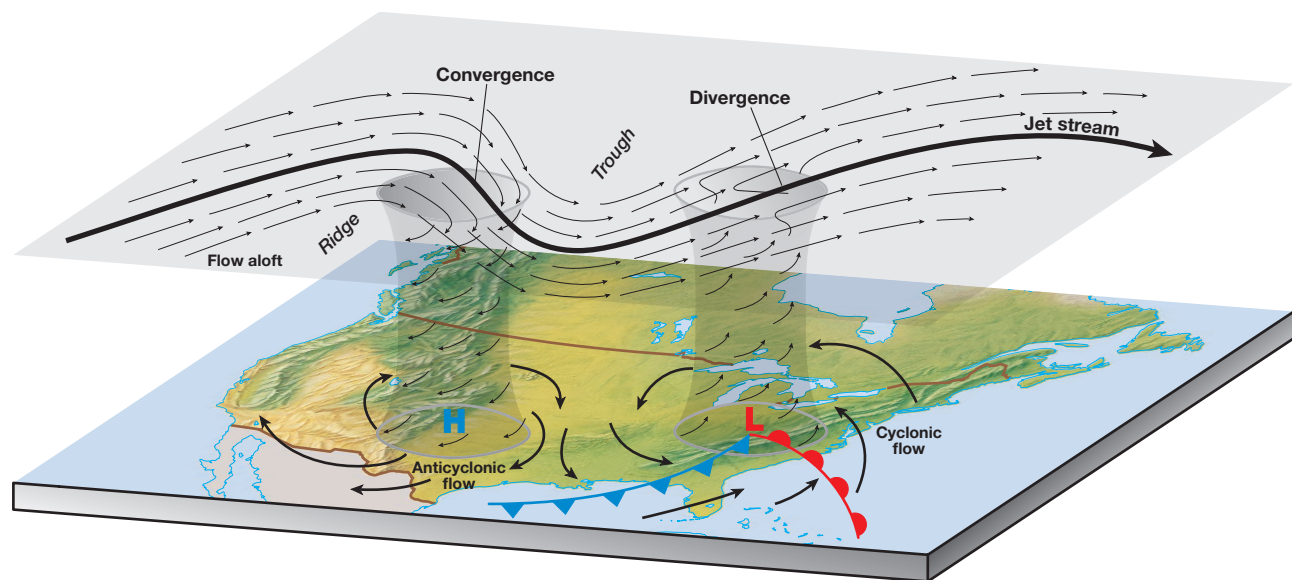 Convergence
Divergence
Jet stream
Trough
Ridge
Flow aloft
H
L
Anticyclonic
flow
Cyclonic
flow